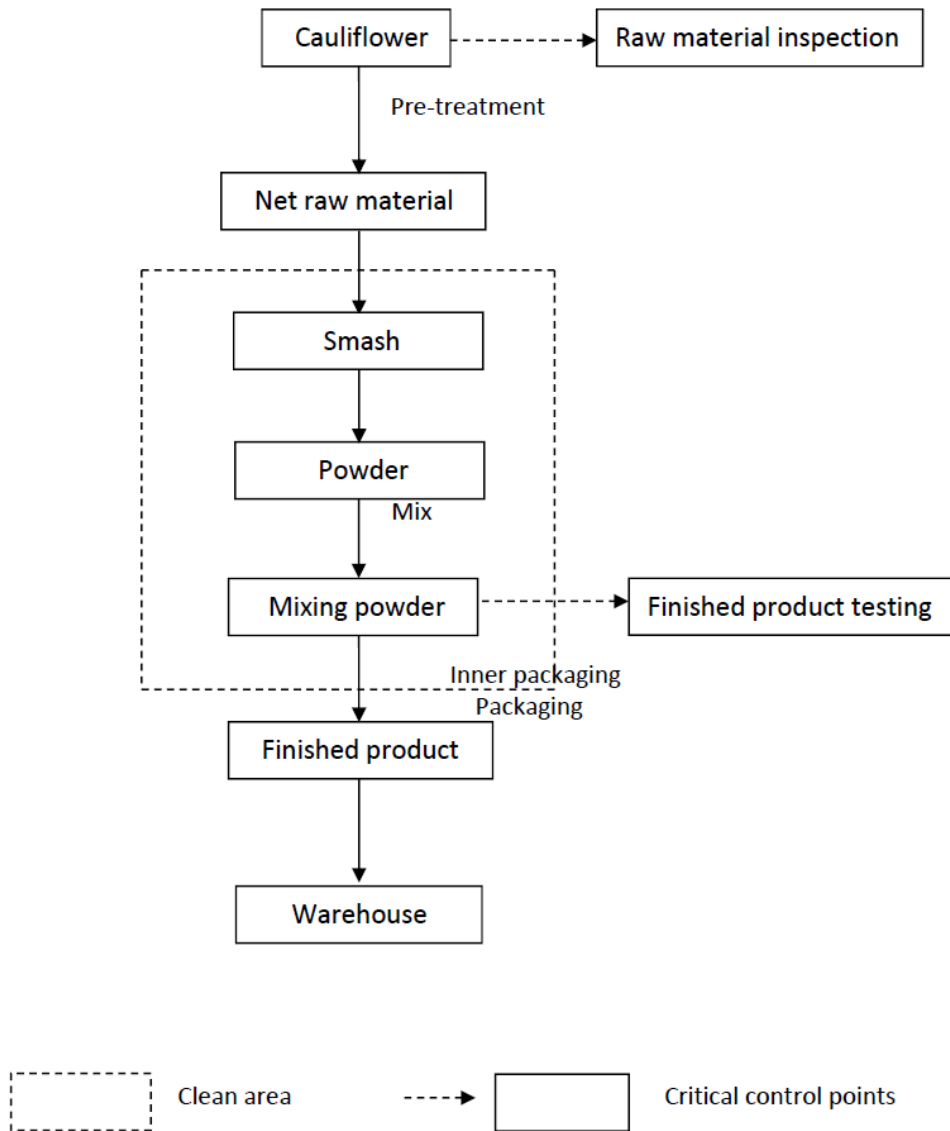 Cauliflower
Raw material inspection
Pre-treatment
Net raw material
Smash
Powder
Mix
Mixing powder
Finished product testing
Inner packaging
Packaging
Finished product
Warehouse
Clean area
Critical control points